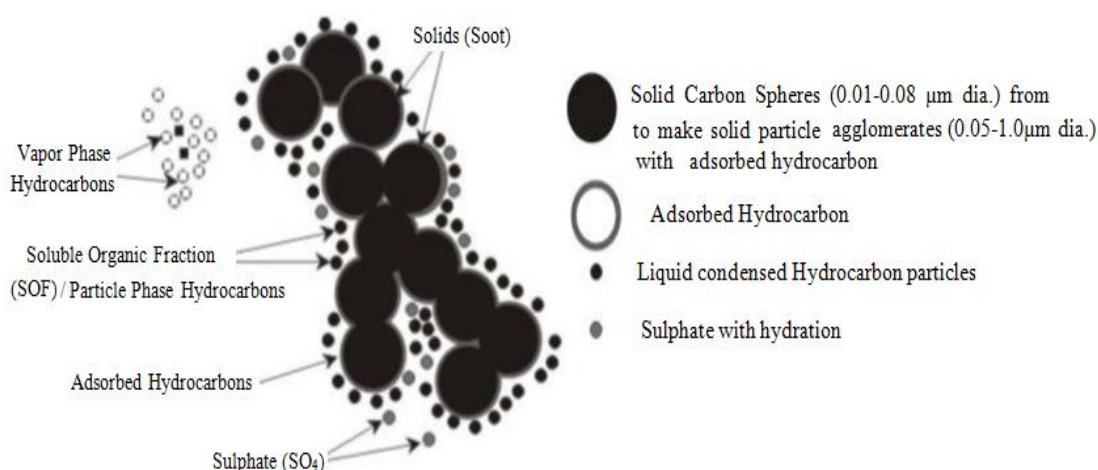 Solids (Soot)
Vapor Phase
Hydrocarbons
Soluble Organic Fraction
(SOF) / Particle Phase Hydrocarbons
Adsorbed Hydrocarbons
Sulphate (SO₄)
Solid Carbon Spheres (0.01-0.08 µm dia.) from
to make solid particle agglomerates (0.05-1.0µm dia.)
with adsorbed hydrocarbon
Adsorbed Hydrocarbon
Liquid condensed Hydrocarbon particles
Sulphate with hydration